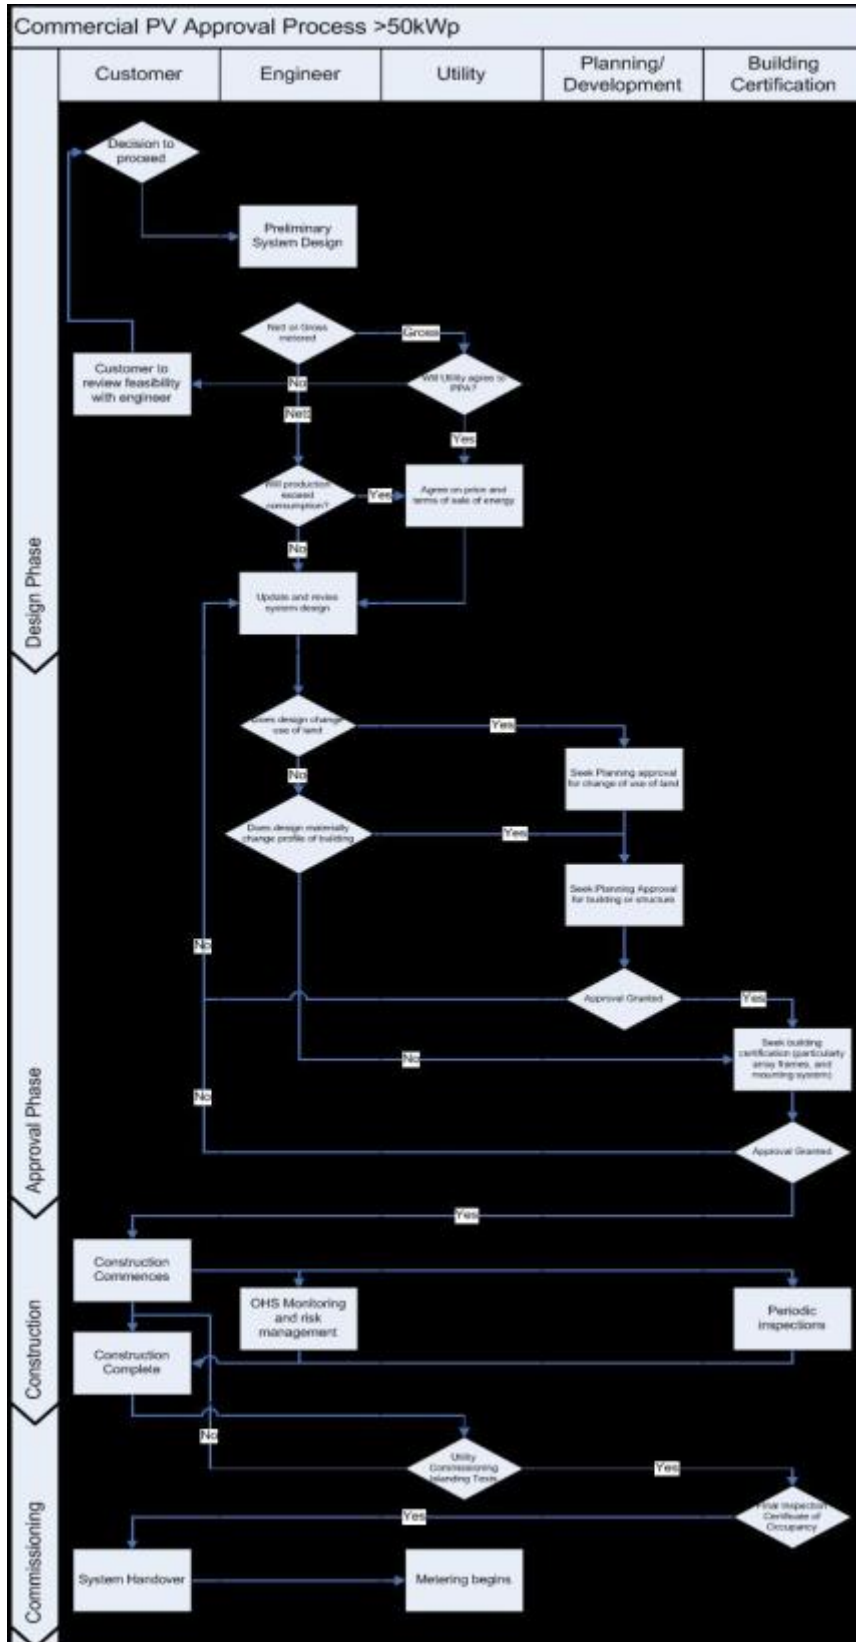 Commercial PV Approval Process >50kWp
Customer
Engineer
Utility
Planning/
Development
Building
Certification
Design Phase
Decision to
proceed
Preliminary
System Design
Nett or Gross
metered
Gross
Customer to
review feasibility
with engineer
No
Will Utility agree to
PPA?
Nett
Yes
Will production
exceed
consumption?
Yes
Agree on price and
terms of sale of energy
No
Update and revise
system design
Approval Phase
Does design change
use of land
Yes
No
Seek Planning approval
for change of use of land
Does design materially
change profile of building
Yes
Seek Planning Approval
for building or structure
No
Approval Granted
Yes
No
Seek building
certification (particularly
array frames, and
mounting system)
No
Approval Granted
Yes
Construction
Construction
Commences
OHS Monitoring
and risk
management
Periodic
inspections
Construction
Complete
Commissioning
No
Utility
Commissioning
Islanding Tests
Yes
Final Inspection
Certificate of
Occupancy
Yes
System Handover
Metering begins